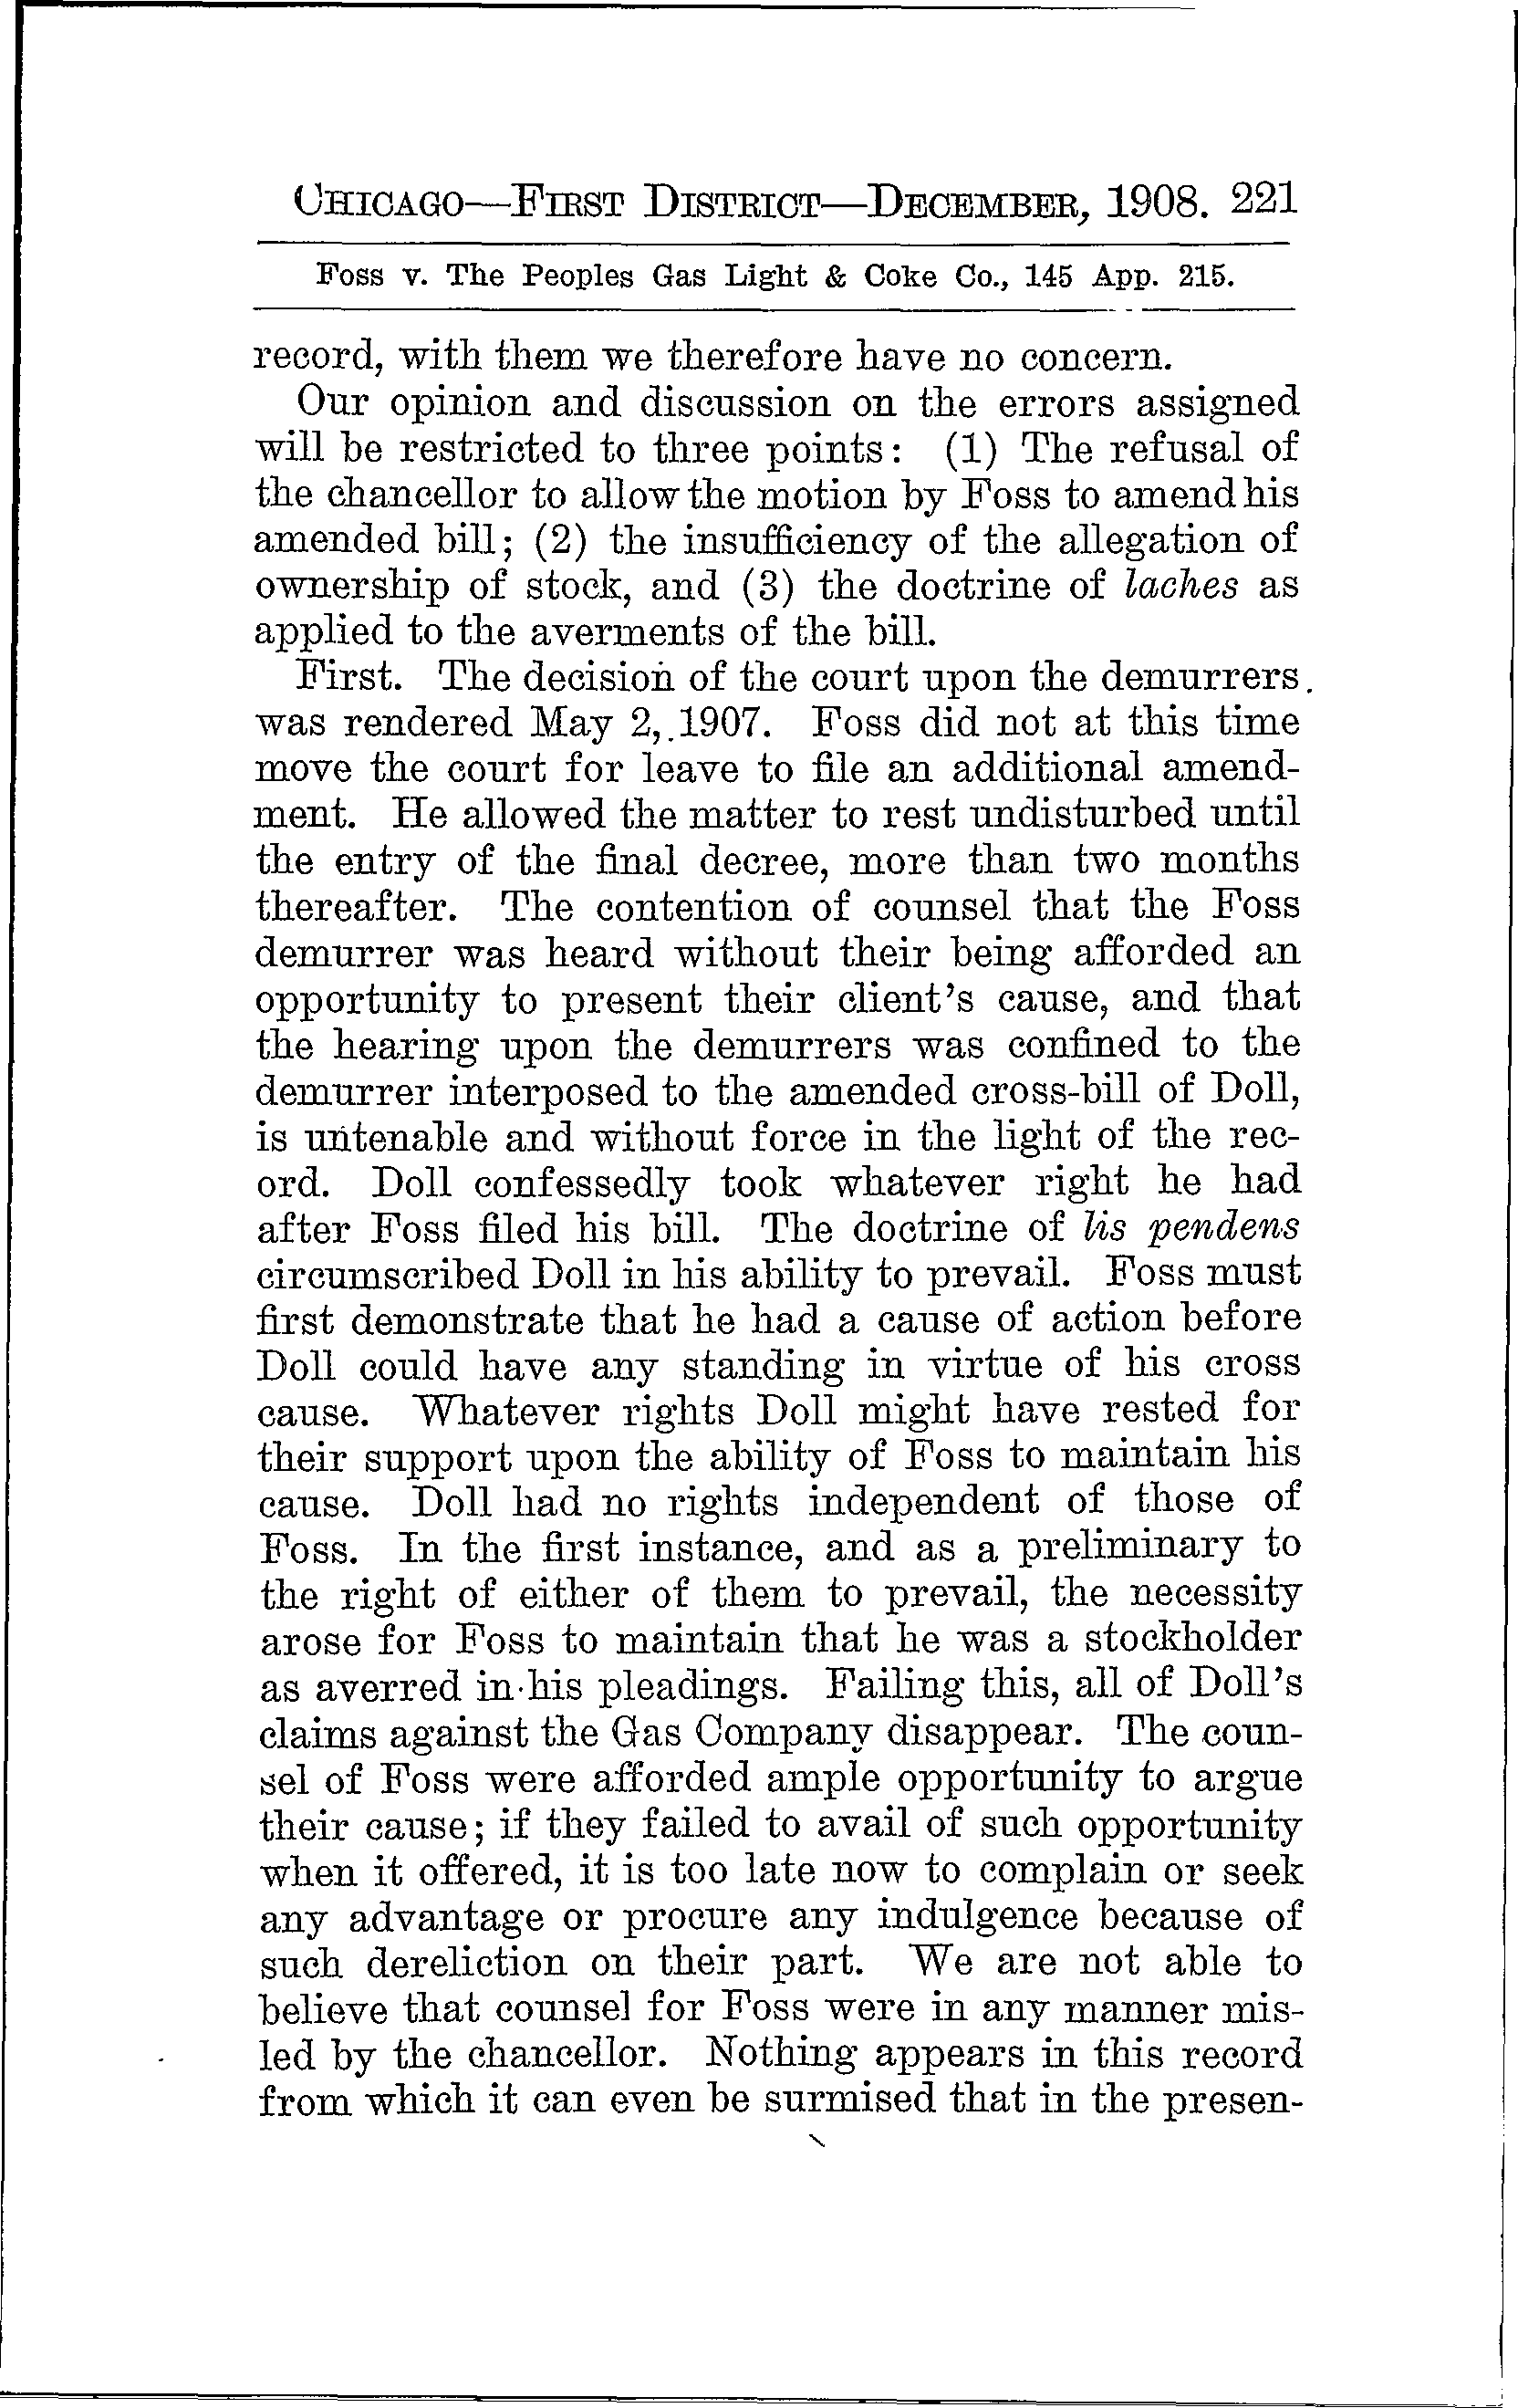 CHICAGO—FIRST DISTRICT—DECEMBER, 1908. 221
Foss v. The Peoples Gas Light & Coke Co., 145 App. 215.
record, with them we therefore have no concern.
Our opinion and discussion on the errors assigned
will be restricted to three points: (1) The refusal of
the chancellor to allow the motion by Foss to amend his
amended bill; (2) the insufficiency of the allegation of
ownership of stock, and (3) the doctrine of laches as
applied to the averments of the bill.
First. The decision of the court upon the demurrers
was rendered May 2, 1907. Foss did not at this time
move the court for leave to file an additional amend-
ment. He allowed the matter to rest undisturbed until
the entry of the final decree, more than two months
thereafter. The contention of counsel that the Foss
demurrer was heard without their being afforded an
opportunity to present their client's cause, and that
the hearing upon the demurrers was confined to the
demurrer interposed to the amended cross-bill of Doll,
is untenable and without force in the light of the rec-
ord. Doll confessedly took whatever right he had
after Foss filed his bill. The doctrine of lis pendens
circumscribed Doll in his ability to prevail. Foss must
first demonstrate that he had a cause of action before
Doll could have any standing in virtue of his cross
cause. Whatever rights Doll might have rested for
their support upon the ability of Foss to maintain his
cause. Doll had no rights independent of those of
Foss. In the first instance, and as a preliminary to
the right of either of them to prevail, the necessity
arose for Foss to maintain that he was a stockholder
as averred in his pleadings. Failing this, all of Doll's
claims against the Gas Company disappear. The coun-
sel of Foss were afforded ample opportunity to argue
their cause; if they failed to avail of such opportunity
when it offered, it is too late now to complain or seek
any advantage or procure any indulgence because of
such dereliction on their part. We are not able to
believe that counsel for Foss were in any manner mis-
led by the chancellor. Nothing appears in this record
from which it can even be surmised that in the presen-